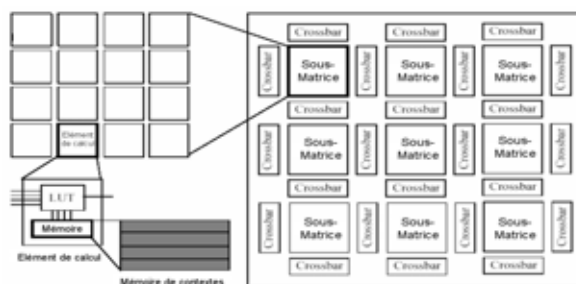 Crossbar Crossbar Crossbar
Crossbar Sous-Matrice Crossbar Sous-Matrice Crossbar Sous-Matrice Crossbar
Crossbar Crossbar Crossbar
Crossbar Sous-Matrice Crossbar Sous-Matrice Crossbar Sous-Matrice Crossbar
Crossbar Crossbar Crossbar
Crossbar Sous-Matrice Crossbar Sous-Matrice Crossbar Sous-Matrice Crossbar
Crossbar Crossbar Crossbar
Elément
de calcul
LUT
Mémoire
Elément de calcul
Mémoire de contextes